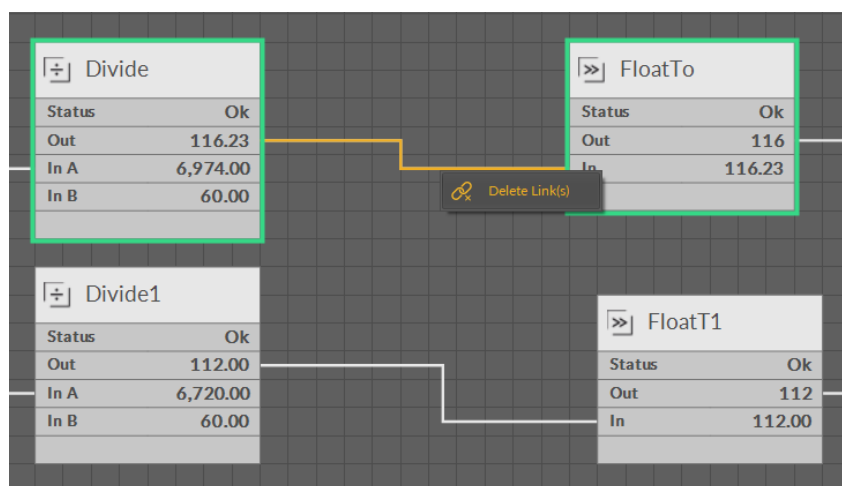 Divide
Status Ok
Out 116.23
In A 6,974.00
In B 60.00
FloatTo
Status Ok
Out 116
In 116.23
Delete Link(s)
Divide1
Status Ok
Out 112.00
In A 6,720.00
In B 60.00
FloatT1
Status Ok
Out 112
In 112.00